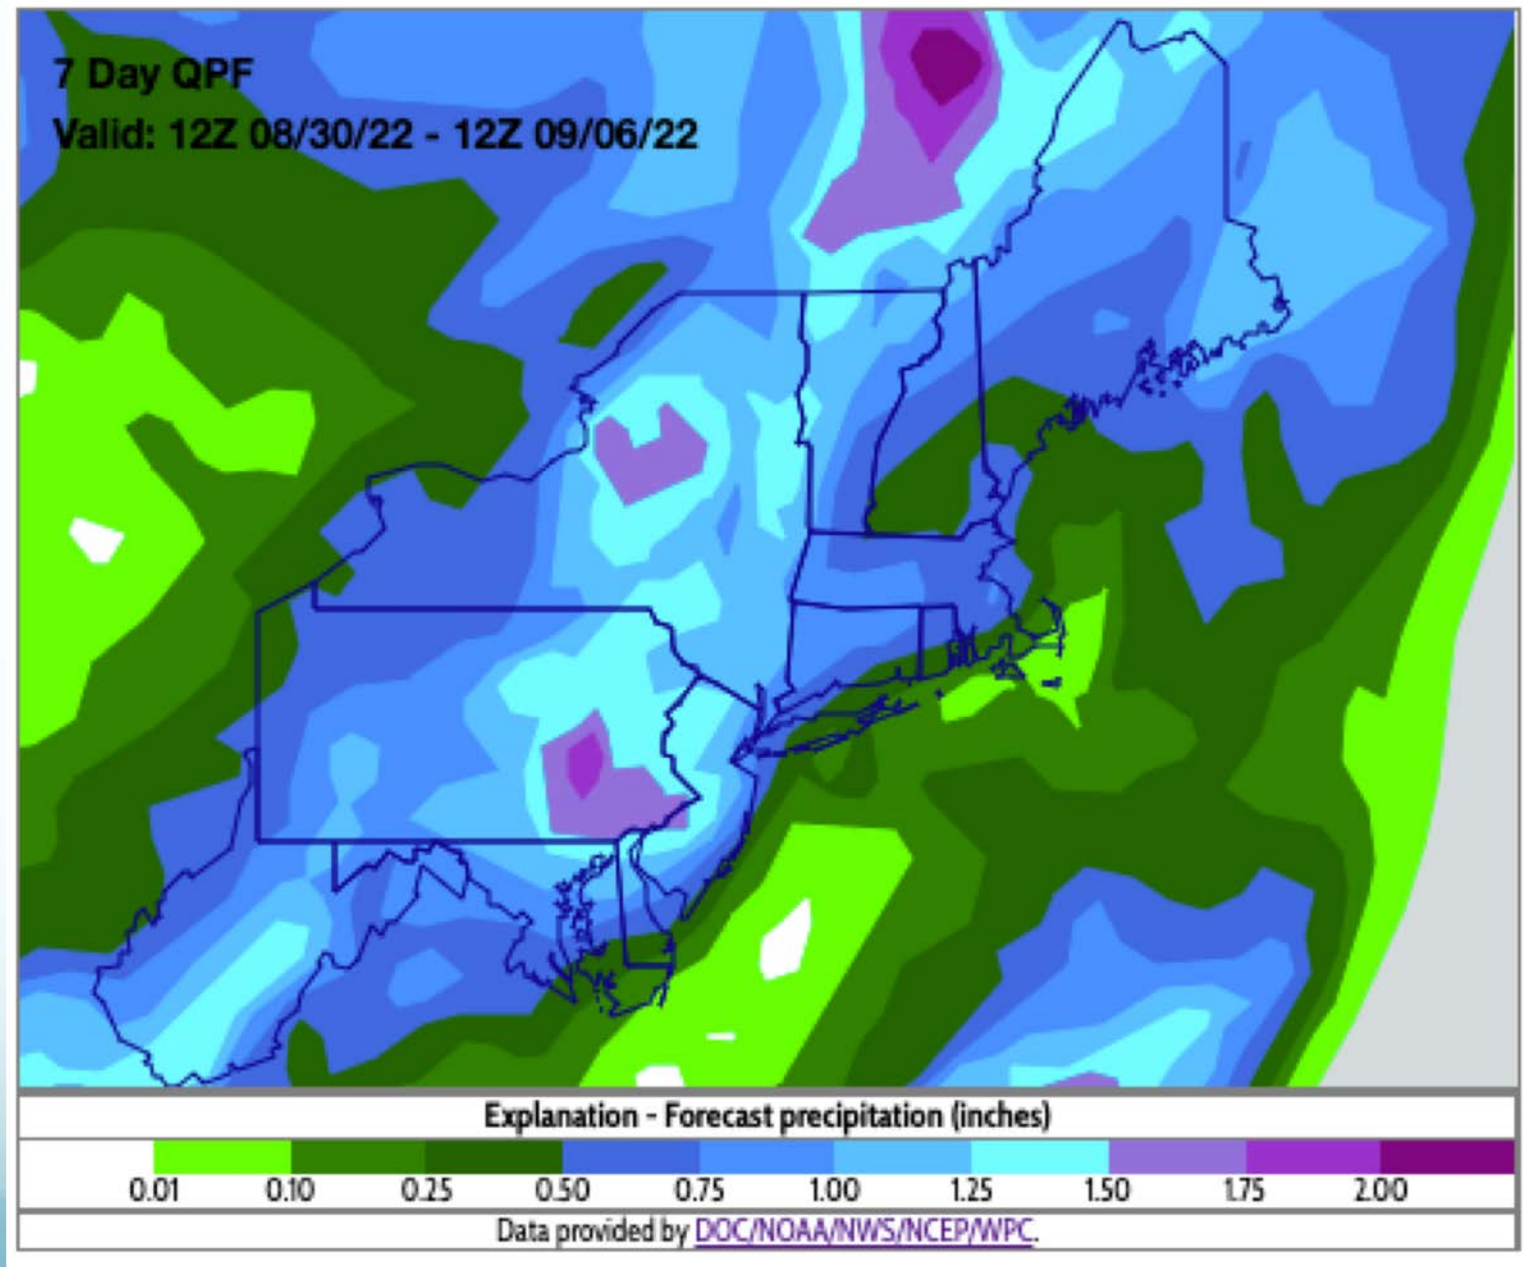 7 Day QPF
Valid: 12Z 08/30/22 - 12Z 09/06/22
Explanation - Forecast precipitation (inches)
0.01 0.10 0.25 0.50 0.75 1.00 1.25 1.50 1.75 2.00
Data provided by DOC/NOAA/NWS/NCEP/WPC.